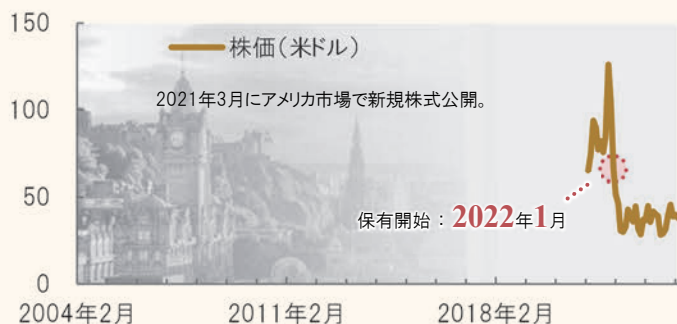 150
株価（米ドル）
2021年3月にアメリカ市場で新規株式公開。
100
50
保有開始：2022年1月
0
2004年2月 2011年2月 2018年2月